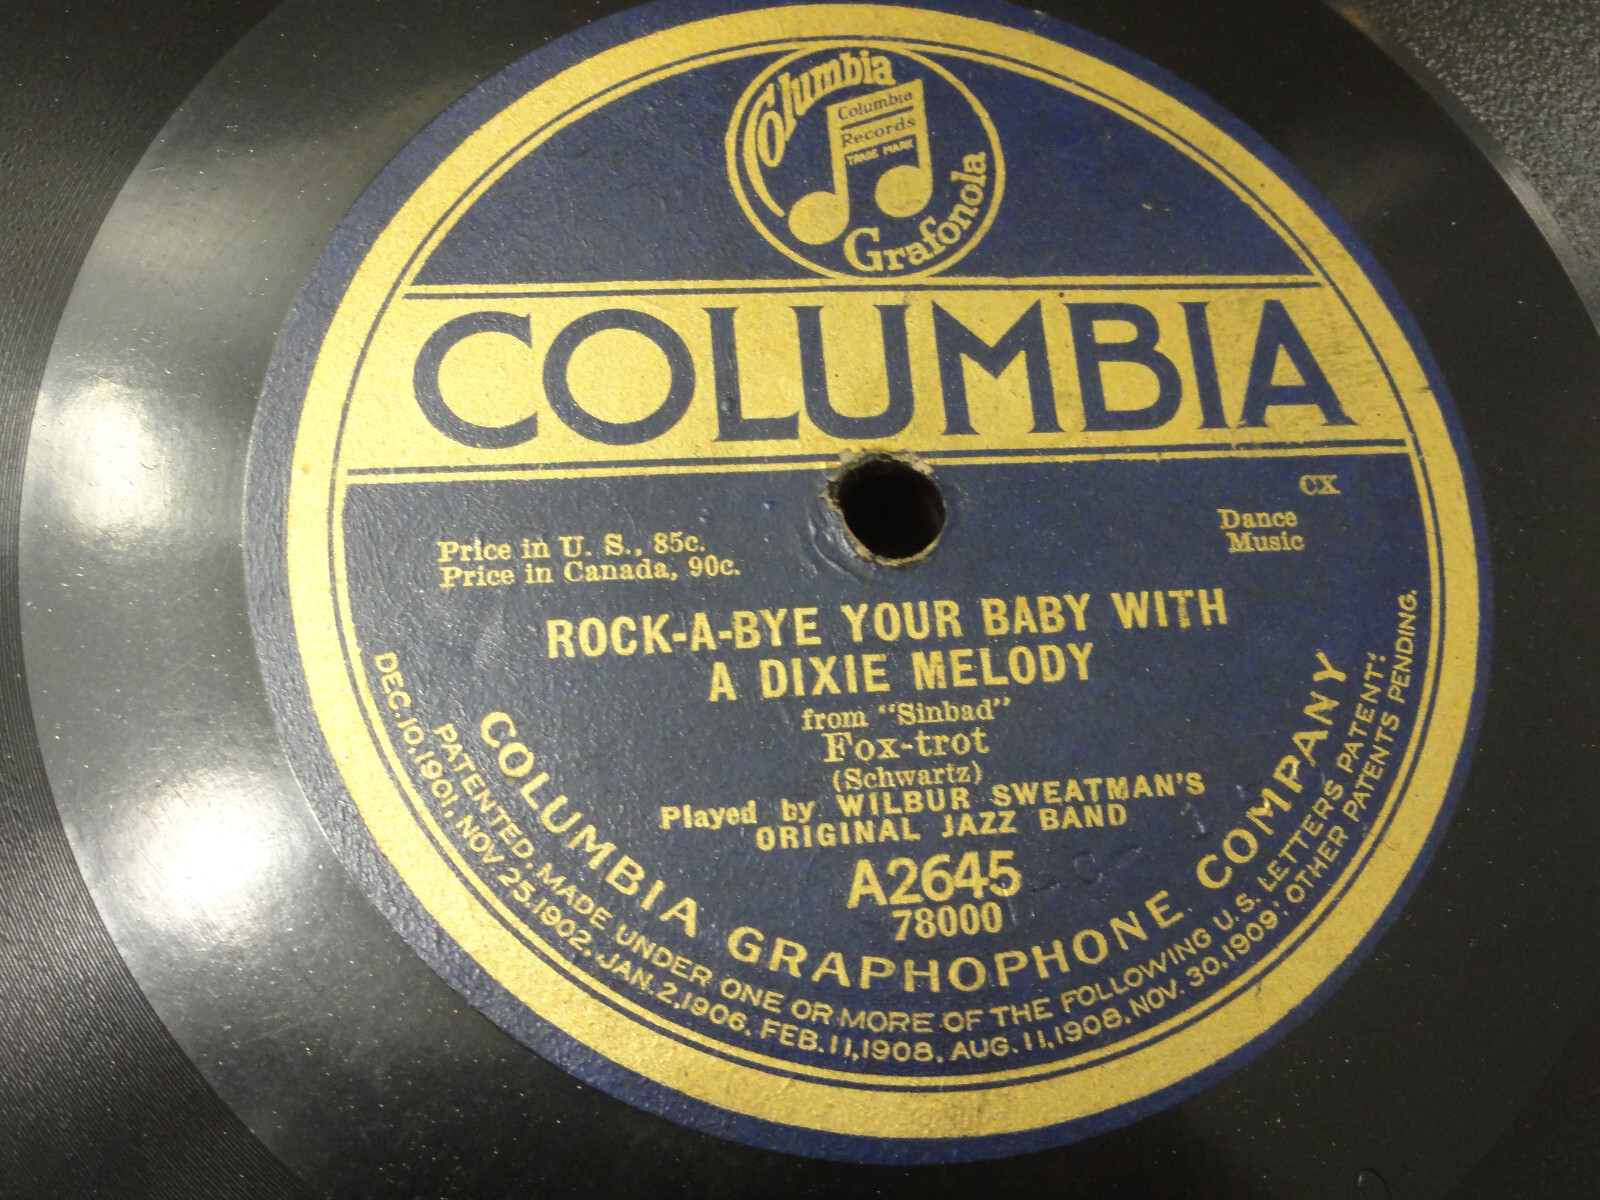 Columbia
Columbia
Records
TRADE MARK
Grafonola
COLUMBIA
CX
Dance
Music
Price in U. S., 85c.
Price in Canada, 90c.
ROCK-A-BYE YOUR BABY WITH
A DIXIE MELODY
from "Sinbad"
Fox-trot
(Schwartz)
Played by WILBUR SWEATMAN'S
ORIGINAL JAZZ BAND
A2645
78000
COLUMBIA GRAPHOPHONE COMPANY
PATENTED. MADE UNDER ONE OR MORE OF THE FOLLOWING U.S. LETTERS PATENT:
DEC.10,1901, NOV.25,1902, JAN.2,1906, FEB.11,1908, AUG.11,1908, NOV.30,1909; OTHER PATENTS PENDING.